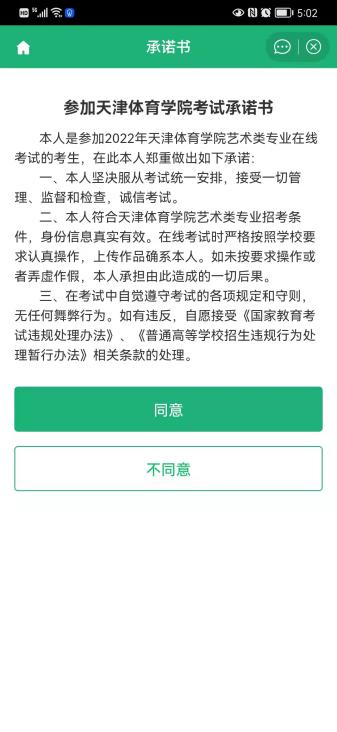 HD 5G 5:02
承诺书
参加天津体育学院考试承诺书
本人是参加2022年天津体育学院艺术类专业在线
考试的考生，在此本人郑重做出如下承诺：
一、本人坚决服从考试统一安排，接受一切管
理、监督和检查，诚信考试。
二、本人符合天津体育学院艺术类专业招考条
件，身份信息真实有效。在线考试时严格按照学校要
求认真操作，上传作品确系本人。如未按要求操作或
者弄虚作假，本人承担由此造成的一切后果。
三、在考试中自觉遵守考试的各项规定和守则，
无任何舞弊行为。如有违反，自愿接受《国家教育考
试违规处理办法》、《普通高等学校招生违规行为处
理暂行办法》相关条款的处理。
同意
不同意